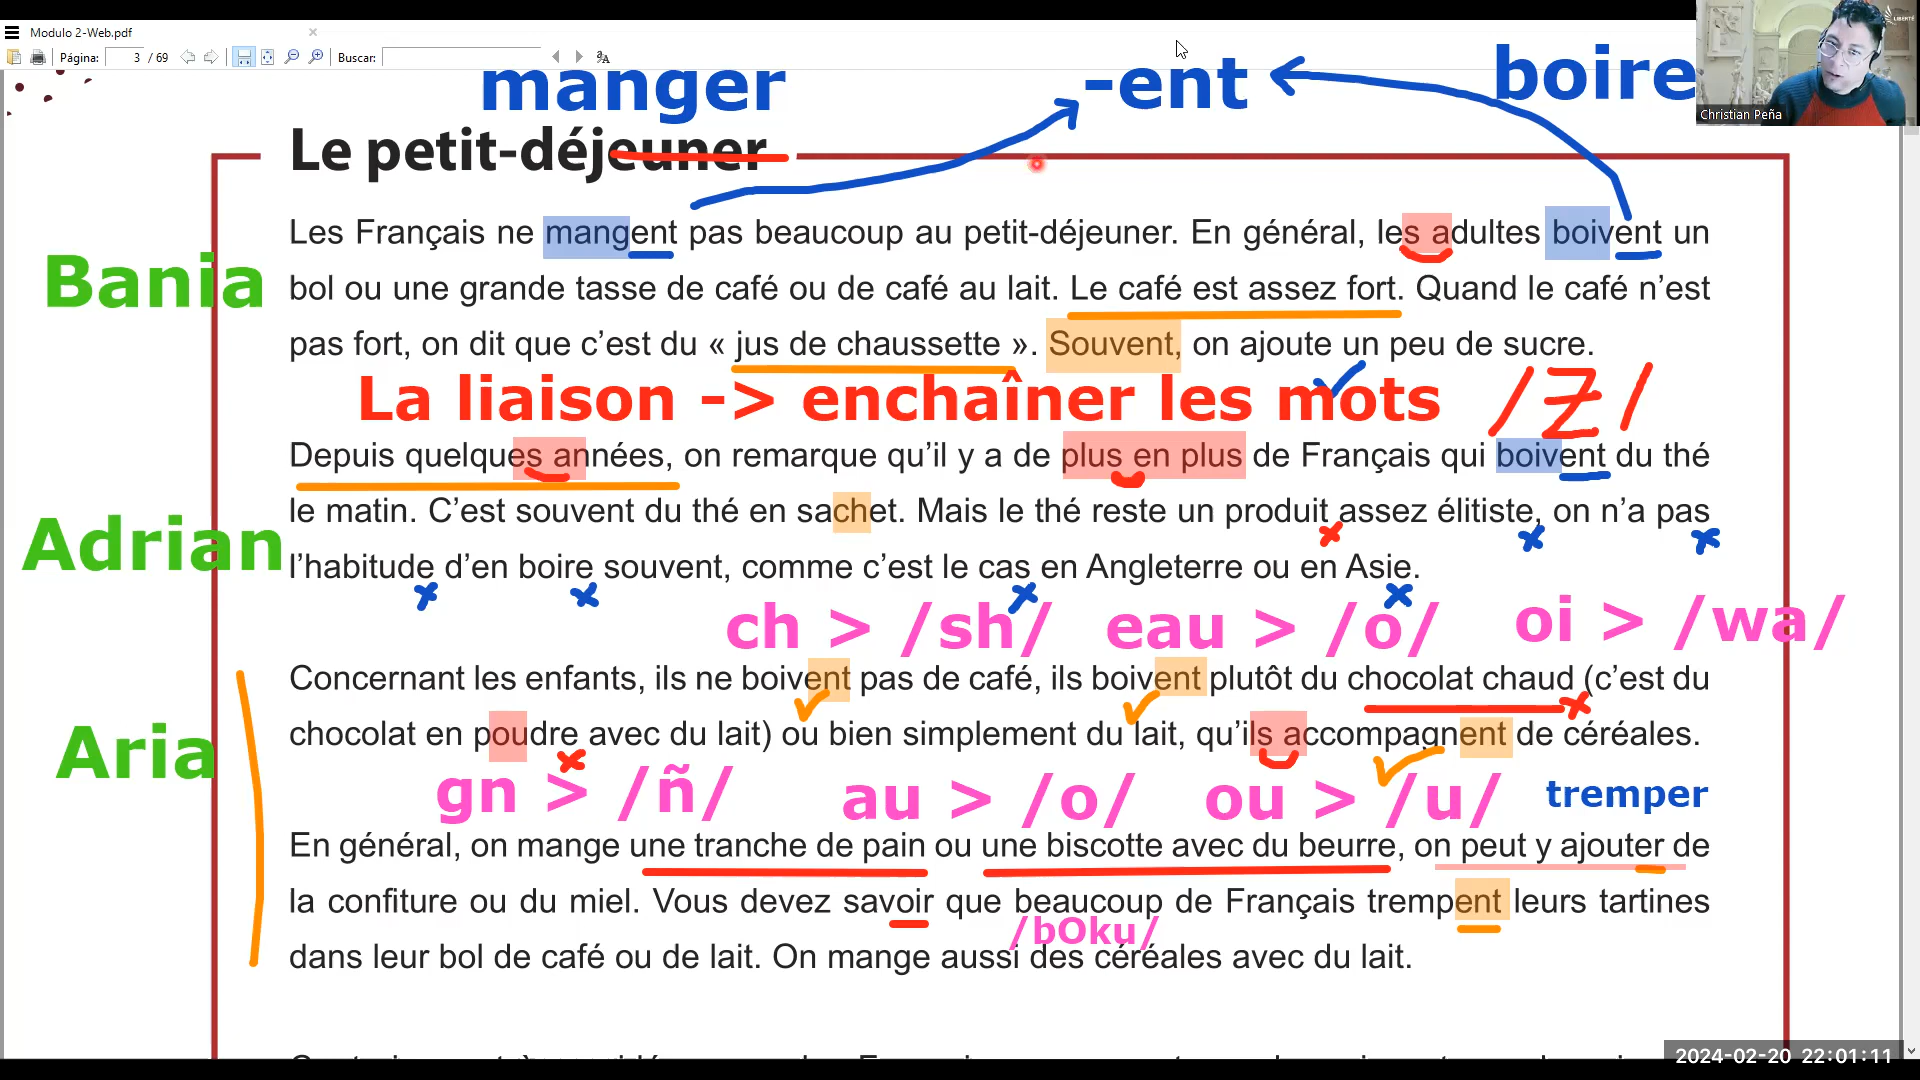 Modulo 2-Web.pdf
Página: 3 / 69 Buscar:
LIBERTÉ
Christian Peña
manger -ent boire
Le petit-déjeuner
Les Français ne mangent pas beaucoup au petit-déjeuner. En général, les adultes boivent un
Bania
bol ou une grande tasse de café ou de café au lait. Le café est assez fort. Quand le café n’est
pas fort, on dit que c’est du « jus de chaussette ». Souvent, on ajoute un peu de sucre.
La liaison -> enchaîner les mots /Z/
Depuis quelques années, on remarque qu’il y a de plus en plus de Français qui boivent du thé
le matin. C’est souvent du thé en sachet. Mais le thé reste un produit assez élitiste, on n’a pas
Adrian
l’habitude d’en boire souvent, comme c’est le cas en Angleterre ou en Asie.
ch > /sh/ eau > /o/ oi > /wa/
Concernant les enfants, ils ne boivent pas de café, ils boivent plutôt du chocolat chaud (c’est du
chocolat en poudre avec du lait) ou bien simplement du lait, qu’ils accompagnent de céréales.
Aria
gn > /ñ/ au > /o/ ou > /u/ tremper
En général, on mange une tranche de pain ou une biscotte avec du beurre, on peut y ajouter de
la confiture ou du miel. Vous devez savoir que beaucoup de Français trempent leurs tartines
/bOku/
dans leur bol de café ou de lait. On mange aussi des céréales avec du lait.
2024-02-20 22:01:11